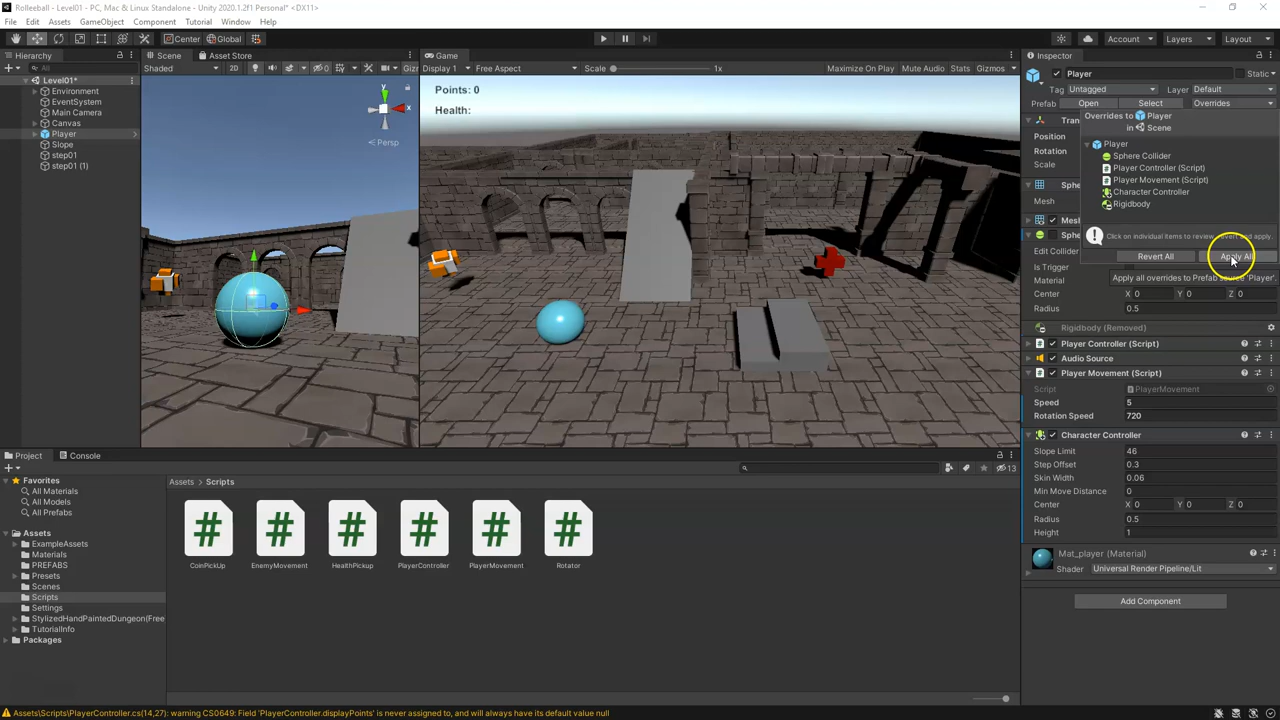 Rolleeball - Level01 - PC, Mac & Linux Standalone - Unity 2020.1.2f1 Personal* <DX11>
File Edit Assets GameObject Component Tutorial Window Help
Center Global Account Layers Layout
Hierarchy
All
Level01*
Environment
EventSystem
Main Camera
Canvas
Player
Slope
step01
step01 (1)
Scene Asset Store
Shaded 2D 0 Giz
y
x
Persp
Game
Display 1 Free Aspect Scale 1x Maximize On Play Mute Audio Stats Gizmos
Points: 0
Health:
Inspector
Player Static
Tag Untagged Layer Default
Prefab Open Select Overrides
Overrides to Player
in Scene
Player
Sphere Collider
Player Controller (Script)
Player Movement (Script)
Character Controller
Rigidbody
Click on individual items to review, revert and apply.
Revert All Apply All
Apply all overrides to Prefab source 'Player'.
Tran
Position
Rotation
Scale
Sphe
Mesh
Mesh
Sphe
Edit Collider
Is Trigger
Material
Center X 0 Y 0 Z 0
Radius 0.5
Rigidbody (Removed)
Player Controller (Script)
Audio Source
Player Movement (Script)
Script PlayerMovement
Speed 5
Rotation Speed 720
Character Controller
Slope Limit 46
Step Offset 0.3
Skin Width 0.06
Min Move Distance 0
Center X 0 Y 0 Z 0
Radius 0.5
Height 1
Mat_player (Material)
Shader Universal Render Pipeline/Lit
Add Component
Project Console
13
Favorites
All Materials
All Models
All Prefabs
Assets
ExampleAssets
Materials
PREFABS
Presets
Scenes
Scripts
Settings
StylizedHandPaintedDungeon(Free
TutorialInfo
Packages
Assets > Scripts
CoinPickUp EnemyMovement HealthPickup PlayerController PlayerMovement Rotator
Assets\Scripts\PlayerController.cs(14,27): warning CS0649: Field 'PlayerController.displayPoints' is never assigned to, and will always have its default value null